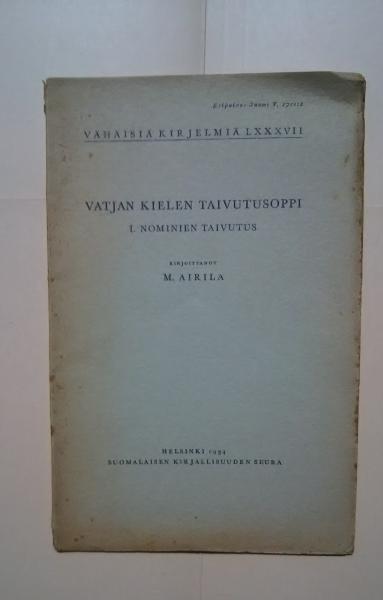 Eripainos: Suomi V, 17:1:2
VÄHÄISIÄ KIRJELMIÄ LXXXVII
VATJAN KIELEN TAIVUTUSOPPI
I. NOMINIEN TAIVUTUS
KIRJOITTANUT
M. AIRILA
HELSINKI 1934
SUOMALAISEN KIRJALLISUUDEN SEURA